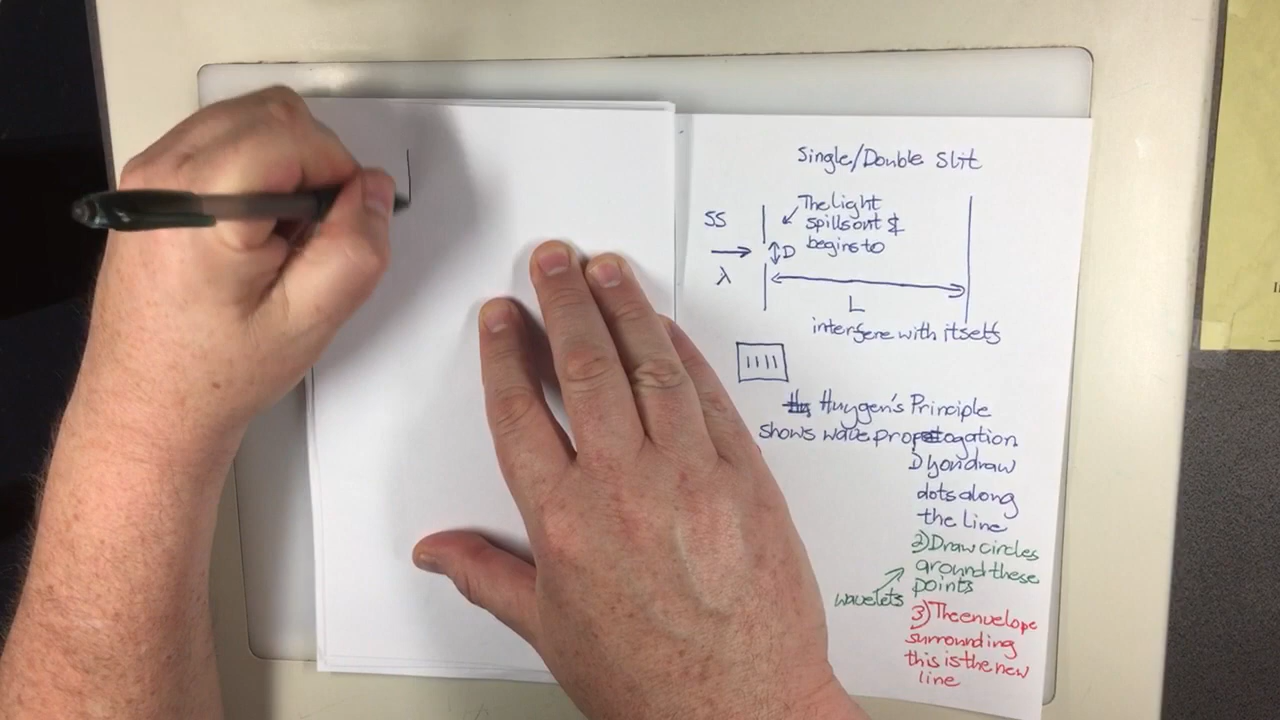 Single/Double Slit
SS
The light
spills out &
begins to
D
λ
L
interfere with itself
Huygen's Principle
shows wave propogation
1) you draw
dots along
the line
2) Draw circles
around these
points
wavelets
3) The envelope
surrounding
this is the new
line